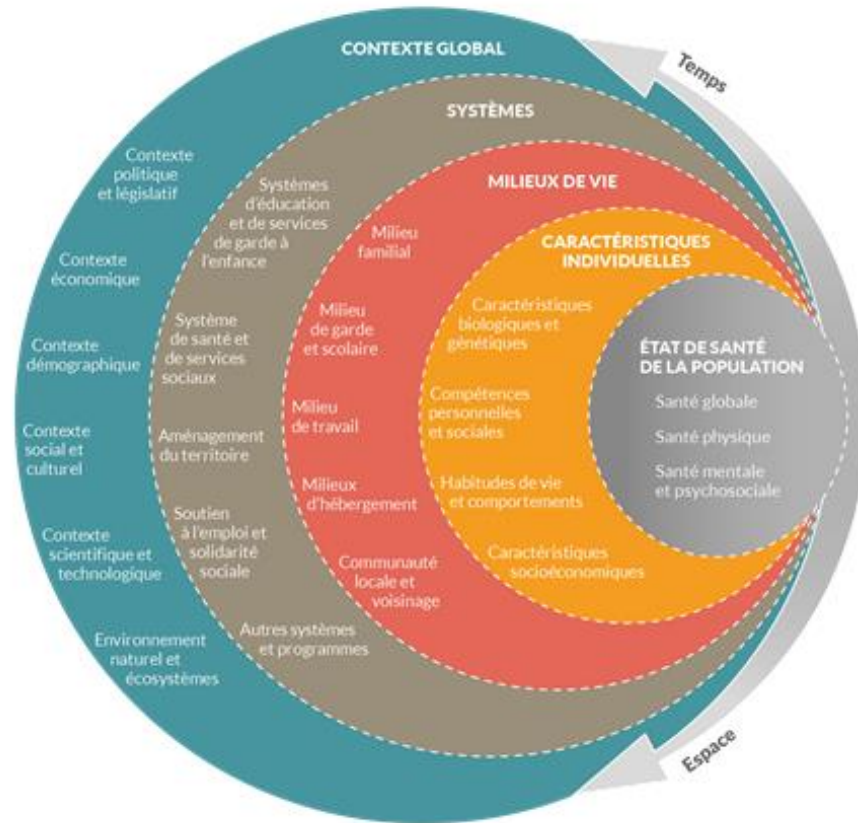 CONTEXTE GLOBAL
Contexte
politique
et législatif
Contexte
économique
Contexte
démographique
Contexte
social et
culturel
Contexte
scientifique et
technologique
Environnement
naturel et
écosystèmes
SYSTÈMES
Systèmes
d'éducation
et de services
de garde à
l'enfance
Système
de santé et
de services
sociaux
Aménagement
du territoire
Soutien
à l'emploi et
solidarité
sociale
Autres systèmes
et programmes
MILIEUX DE VIE
Milieu
familial
Milieu
de garde
et scolaire
Milieu
de travail
Milieux
d'hébergement
Communauté
locale et
voisinage
CARACTÉRISTIQUES
INDIVIDUELLES
Caractéristiques
biologiques et
génétiques
Compétences
personnelles
et sociales
Habitudes de vie
et comportements
Caractéristiques
socioéconomiques
ÉTAT DE SANTÉ
DE LA POPULATION
Santé globale
Santé physique
Santé mentale
et psychosociale
Temps
Espace